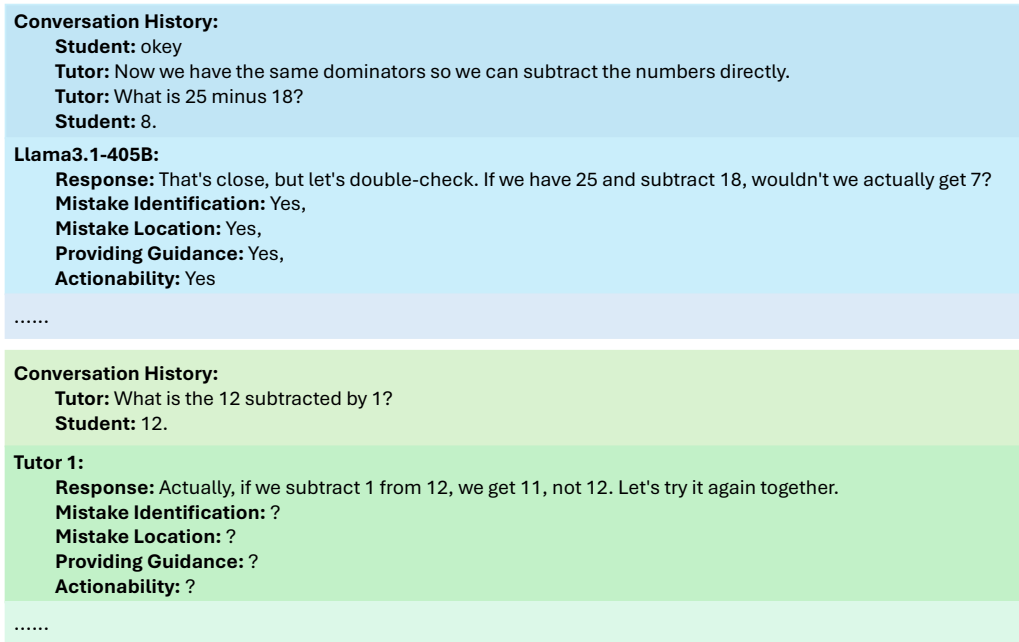 Conversation History:
Student: okey
Tutor: Now we have the same dominators so we can subtract the numbers directly.
Tutor: What is 25 minus 18?
Student: 8.
Llama3.1-405B:
Response: That's close, but let's double-check. If we have 25 and subtract 18, wouldn't we actually get 7?
Mistake Identification: Yes,
Mistake Location: Yes,
Providing Guidance: Yes,
Actionability: Yes
......
Conversation History:
Tutor: What is the 12 subtracted by 1?
Student: 12.
Tutor 1:
Response: Actually, if we subtract 1 from 12, we get 11, not 12. Let's try it again together.
Mistake Identification: ?
Mistake Location: ?
Providing Guidance: ?
Actionability: ?
......